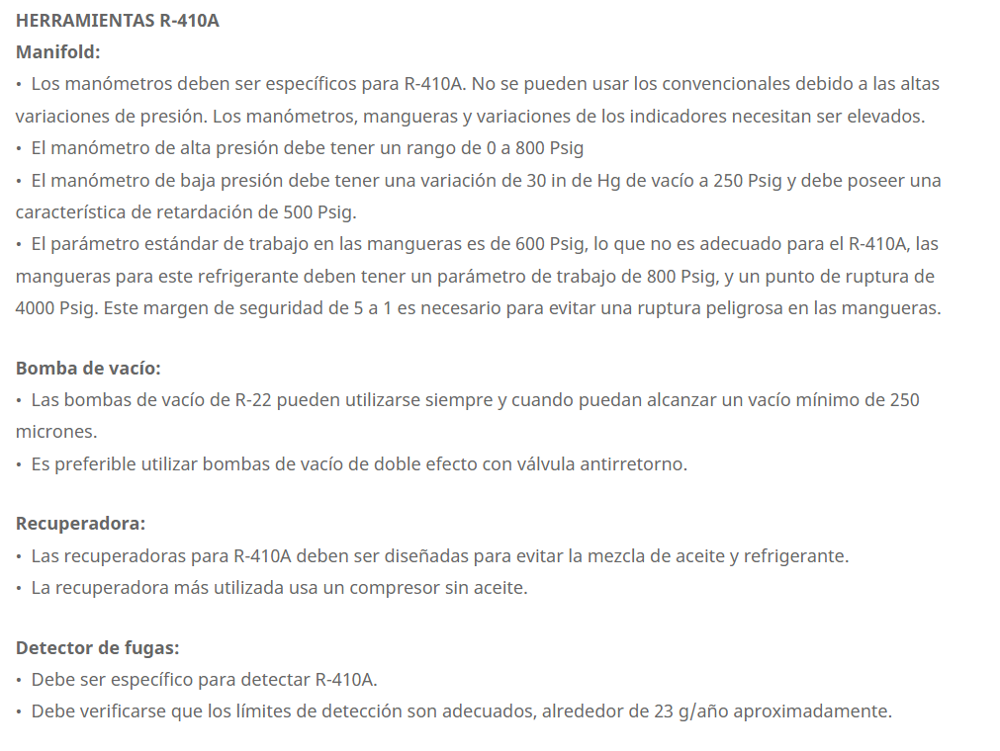 HERRAMIENTAS R-410A
Manifold:
• Los manómetros deben ser específicos para R-410A. No se pueden usar los convencionales debido a las altas
variaciones de presión. Los manómetros, mangueras y variaciones de los indicadores necesitan ser elevados.
• El manómetro de alta presión debe tener un rango de 0 a 800 Psig
• El manómetro de baja presión debe tener una variación de 30 in de Hg de vacío a 250 Psig y debe poseer una
característica de retardación de 500 Psig.
• El parámetro estándar de trabajo en las mangueras es de 600 Psig, lo que no es adecuado para el R-410A, las
mangueras para este refrigerante deben tener un parámetro de trabajo de 800 Psig, y un punto de ruptura de
4000 Psig. Este margen de seguridad de 5 a 1 es necesario para evitar una ruptura peligrosa en las mangueras.
Bomba de vacío:
• Las bombas de vacío de R-22 pueden utilizarse siempre y cuando puedan alcanzar un vacío mínimo de 250
micrones.
• Es preferible utilizar bombas de vacío de doble efecto con válvula antirretorno.
Recuperadora:
• Las recuperadoras para R-410A deben ser diseñadas para evitar la mezcla de aceite y refrigerante.
• La recuperadora más utilizada usa un compresor sin aceite.
Detector de fugas:
• Debe ser específico para detectar R-410A.
• Debe verificarse que los límites de detección son adecuados, alrededor de 23 g/año aproximadamente.